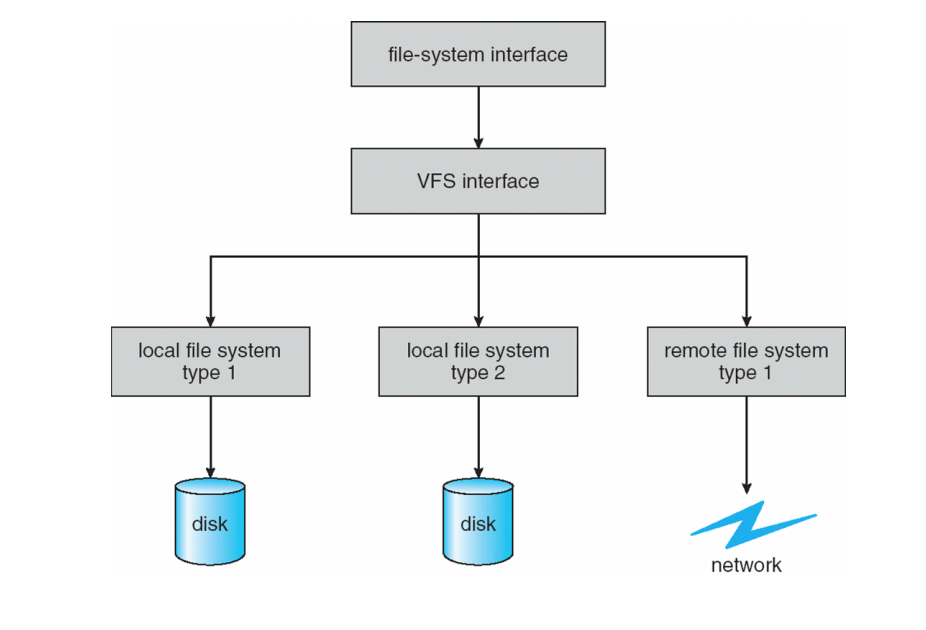 file-system interface
VFS interface
local file system
type 1
local file system
type 2
remote file system
type 1
disk
disk
network